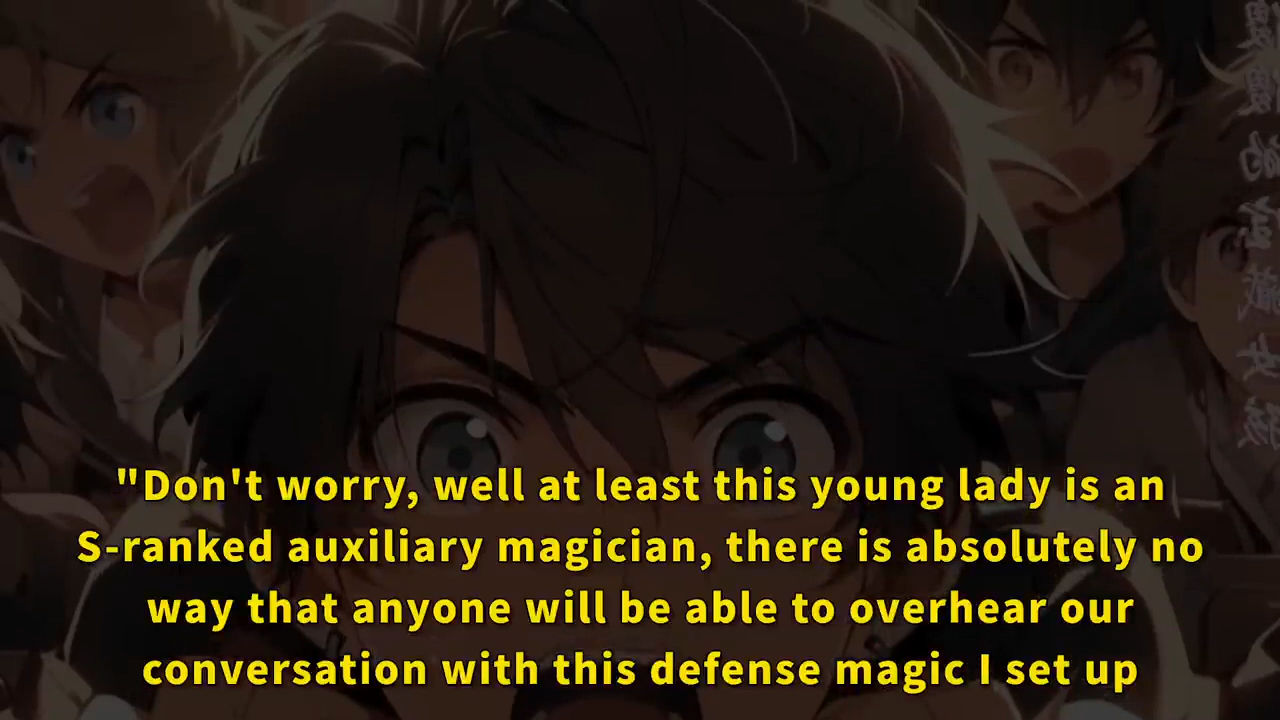 "Don't worry, well at least this young lady is an
S-ranked auxiliary magician, there is absolutely no
way that anyone will be able to overhear our
conversation with this defense magic I set up